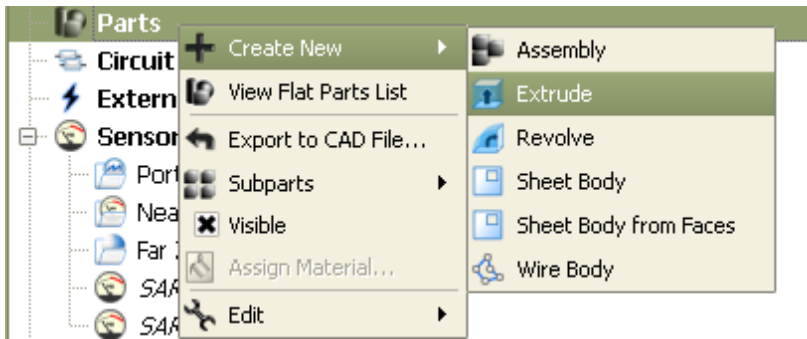 Parts
Circuit
Extern
Sensor
Port
Nea
Far
SAR
SAR
Create New
View Flat Parts List
Export to CAD File...
Subparts
Visible
Assign Material...
Edit
Assembly
Extrude
Revolve
Sheet Body
Sheet Body from Faces
Wire Body